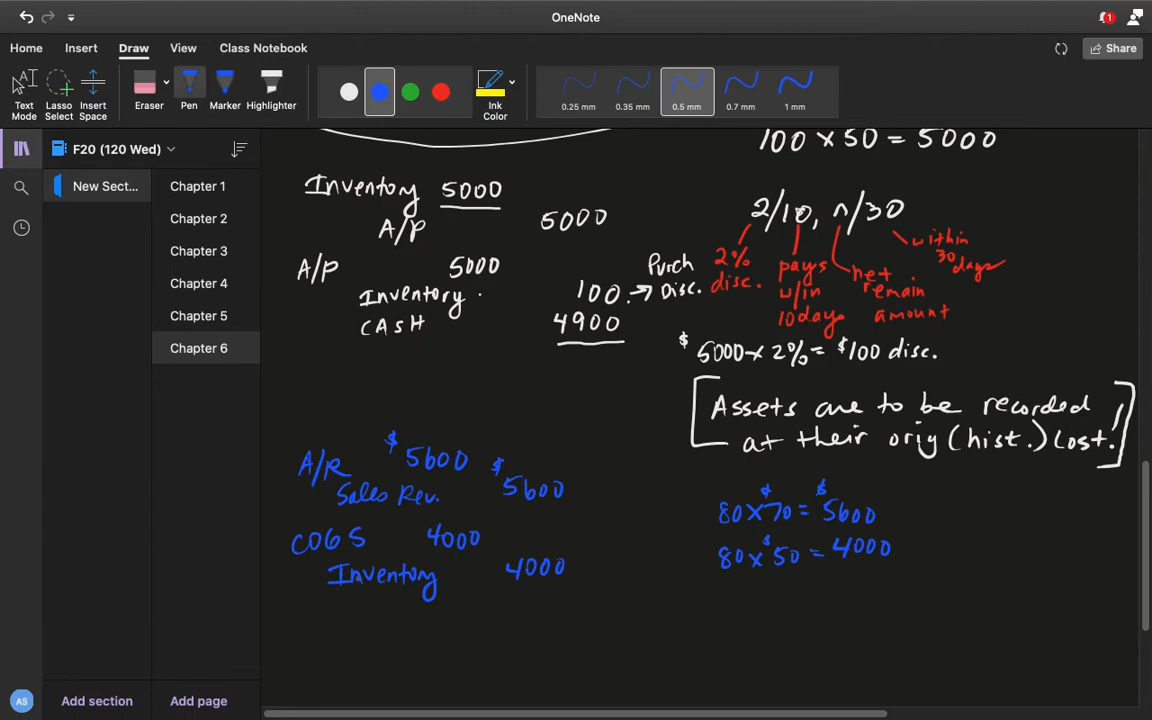 OneNote
1
Home Insert Draw View Class Notebook
Share
Text Mode
Lasso Select
Insert Space
Eraser
Pen
Marker
Highlighter
Ink Color
0.25 mm
0.35 mm
0.5 mm
0.7 mm
1 mm
F20 (120 Wed)
New Sect...
Chapter 1
Chapter 2
Chapter 3
Chapter 4
Chapter 5
Chapter 6
AS
Add section
Add page
100 x 50 = 5000
Inventory 5000
A/P 5000
A/P 5000
Inventory 100 → Purch Disc.
CASH 4900
2/10, n/30
2% disc.
pays w/in 10 days
net remain amount
within 30 days
$5000 x 2% = $100 disc.
[Assets are to be recorded
at their orig (hist.) cost.]
A/R $5600
Sales Rev. $5600
COGS 4000
Inventory 4000
80 x $70 = $5600
80 x $50 = 4000